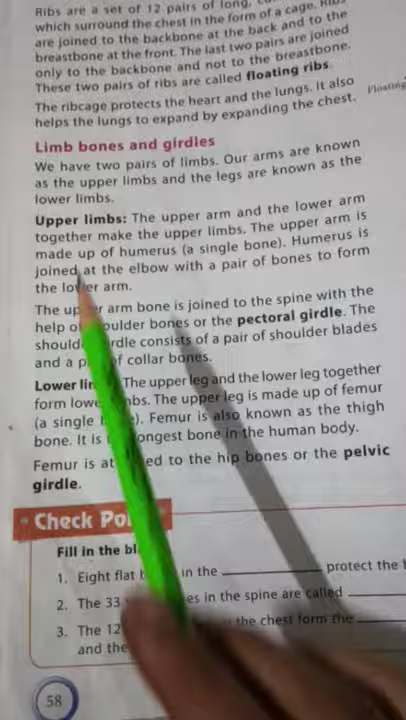 Ribs are a set of 12 pairs of long,
which surround the chest in the form of a cage. Ribs
are joined to the backbone at the back and to the
breastbone at the front. The last two pairs are joined
only to the backbone and not to the breastbone.
These two pairs of ribs are called floating ribs.
The ribcage protects the heart and the lungs. It also
helps the lungs to expand by expanding the chest.
Floating
Limb bones and girdles
We have two pairs of limbs. Our arms are known
as the upper limbs and the legs are known as the
lower limbs.
Upper limbs: The upper arm and the lower arm
together make the upper limbs. The upper arm is
made up of humerus (a single bone). Humerus is
joined at the elbow with a pair of bones to form
the lower arm.
The upper arm bone is joined to the spine with the
help of shoulder bones or the pectoral girdle. The
shoulder girdle consists of a pair of shoulder blades
and a p of collar bones.
Lower lim The upper leg and the lower leg together
form lower limbs. The upper leg is made up of femur
(a single b ). Femur is also known as the thigh
bone. It is longest bone in the human body.
Femur is attached to the hip bones or the pelvic
girdle.
Check Po
Fill in the bl
1. Eight flat b in the protect the
2. The 33 es in the spine are called
3. The 12 the chest form the
and the
58